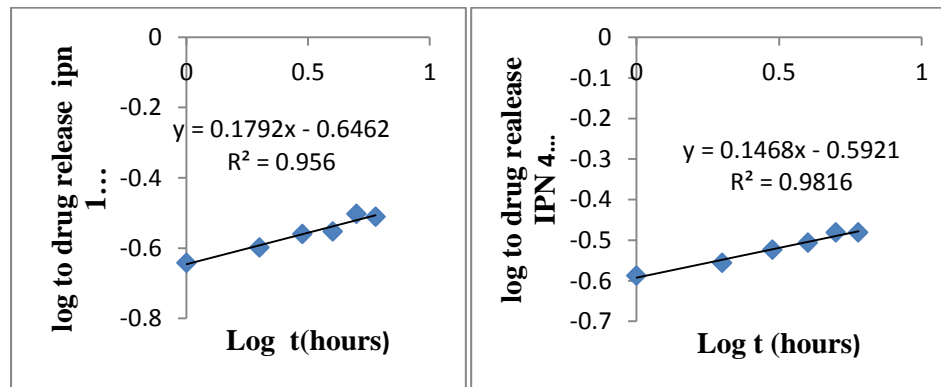 log to drug release ipn
1...
0
-0.2
-0.4
-0.6
-0.8
0
0.5
1
y = 0.1792x - 0.6462
R² = 0.956
Log t(hours)
log to drug realease
IPN 4...
0
-0.1
-0.2
-0.3
-0.4
-0.5
-0.6
-0.7
0
0.5
1
y = 0.1468x - 0.5921
R² = 0.9816
Log t (hours)